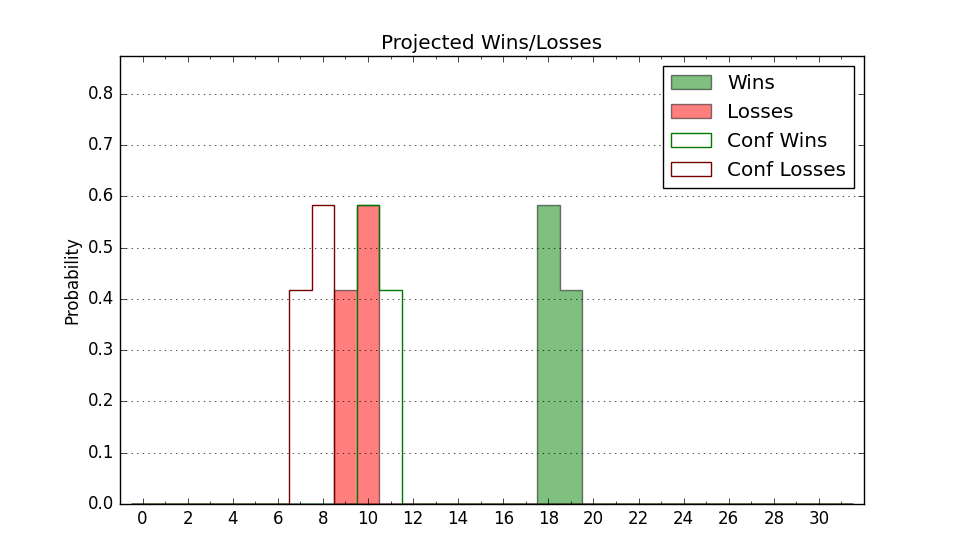 Projected Wins/Losses
Wins
Losses
Conf Wins
Conf Losses
Probability
0.8
0.7
0.6
0.5
0.4
0.3
0.2
0.1
0.0
0 2 4 6 8 10 12 14 16 18 20 22 24 26 28 30